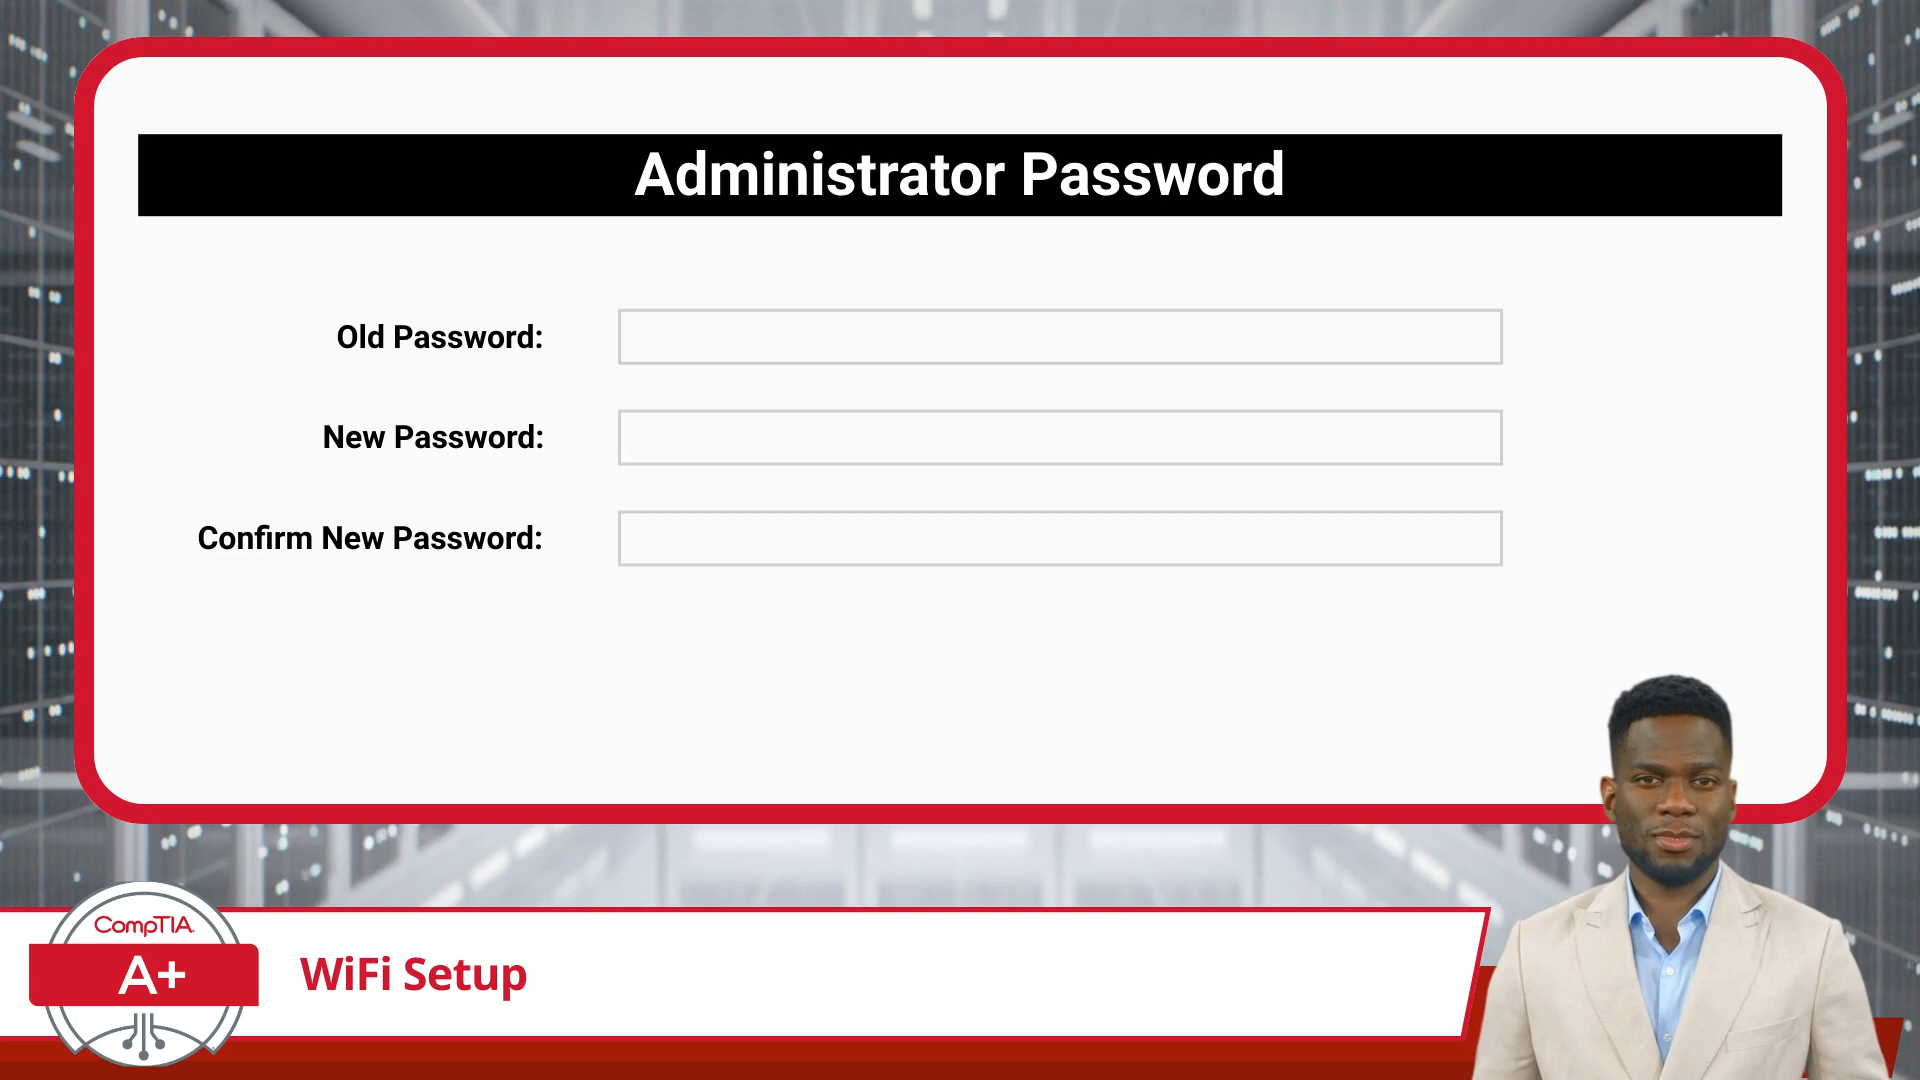 Administrator Password
Old Password:
New Password:
Confirm New Password:
CompTIA.
A+
WiFi Setup